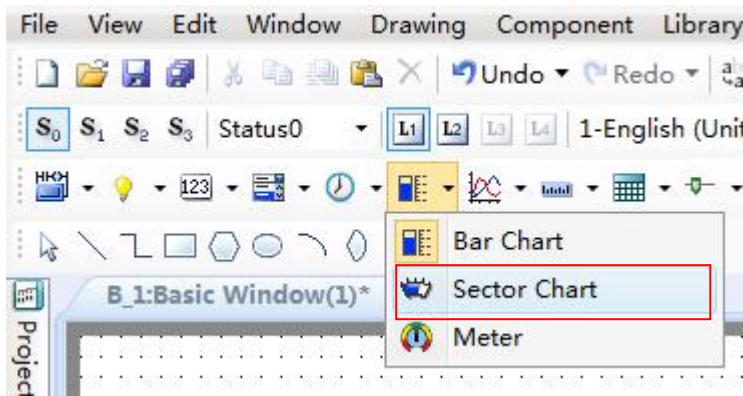 File View Edit Window Drawing Component Library
Undo Redo
S0 S1 S2 S3 Status0 L1 L2 L3 L4 1-English (Unit
123
Bar Chart
B_1:Basic Window(1)* Sector Chart
Meter
Project